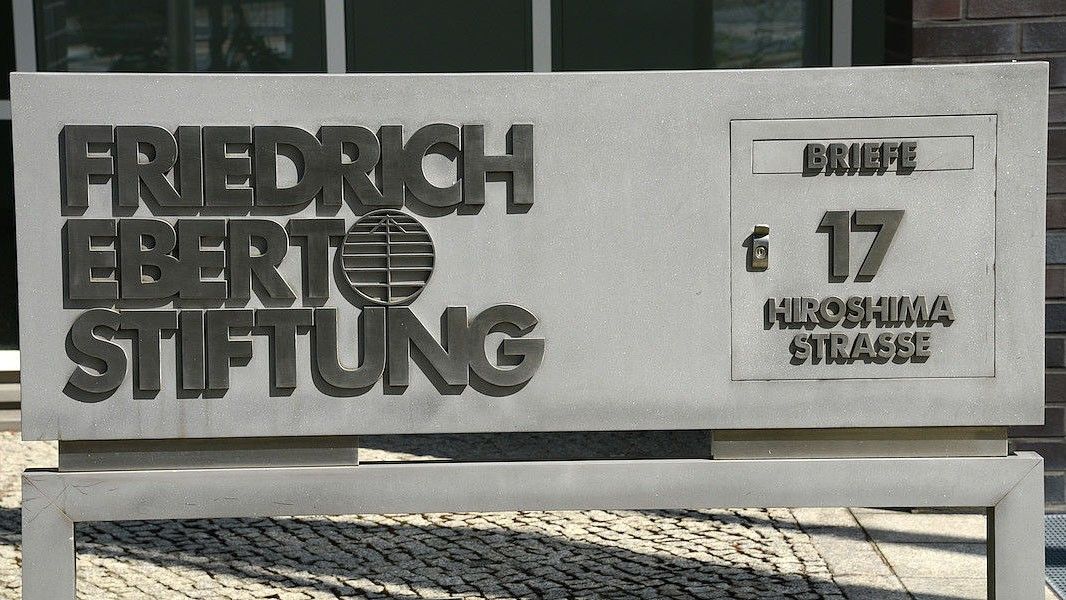 FRIEDRICH
EBERT
STIFTUNG
BRIEFE
17
HIROSHIMA
STRASSE